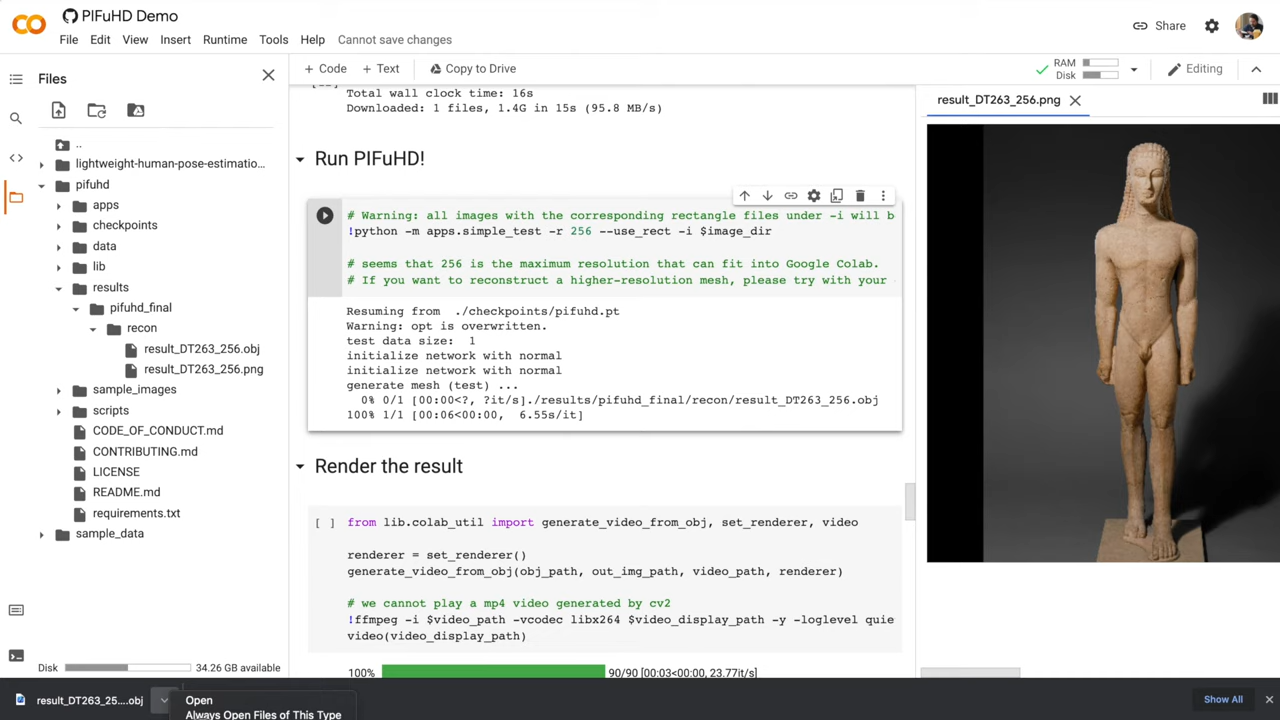 PIFuHD Demo
File Edit View Insert Runtime Tools Help Cannot save changes
Share
Files
+ Code + Text Copy to Drive
RAM
Disk
Editing
..
lightweight-human-pose-estimatio...
pifuhd
apps
checkpoints
data
lib
results
pifuhd_final
recon
result_DT263_256.obj
result_DT263_256.png
sample_images
scripts
CODE_OF_CONDUCT.md
CONTRIBUTING.md
LICENSE
README.md
requirements.txt
sample_data
Disk 34.26 GB available
Total wall clock time: 16s
Downloaded: 1 files, 1.4G in 15s (95.8 MB/s)
Run PIFuHD!
# Warning: all images with the corresponding rectangle files under -i will b
!python -m apps.simple_test -r 256 --use_rect -i $image_dir
# seems that 256 is the maximum resolution that can fit into Google Colab.
# If you want to reconstruct a higher-resolution mesh, please try with your
Resuming from ./checkpoints/pifuhd.pt
Warning: opt is overwritten.
test data size: 1
initialize network with normal
initialize network with normal
generate mesh (test) ...
0% 0/1 [00:00<?, ?it/s]./results/pifuhd_final/recon/result_DT263_256.obj
100% 1/1 [00:06<00:00, 6.55s/it]
Render the result
[ ] from lib.colab_util import generate_video_from_obj, set_renderer, video
renderer = set_renderer()
generate_video_from_obj(obj_path, out_img_path, video_path, renderer)
# we cannot play a mp4 video generated by cv2
!ffmpeg -i $video_path -vcodec libx264 $video_display_path -y -loglevel quie
video(video_display_path)
100% 90/90 [00:03<00:00, 23.77it/s]
result_DT263_256.png
result_DT263_25....obj
Open
Always Open Files of This Type
Show All